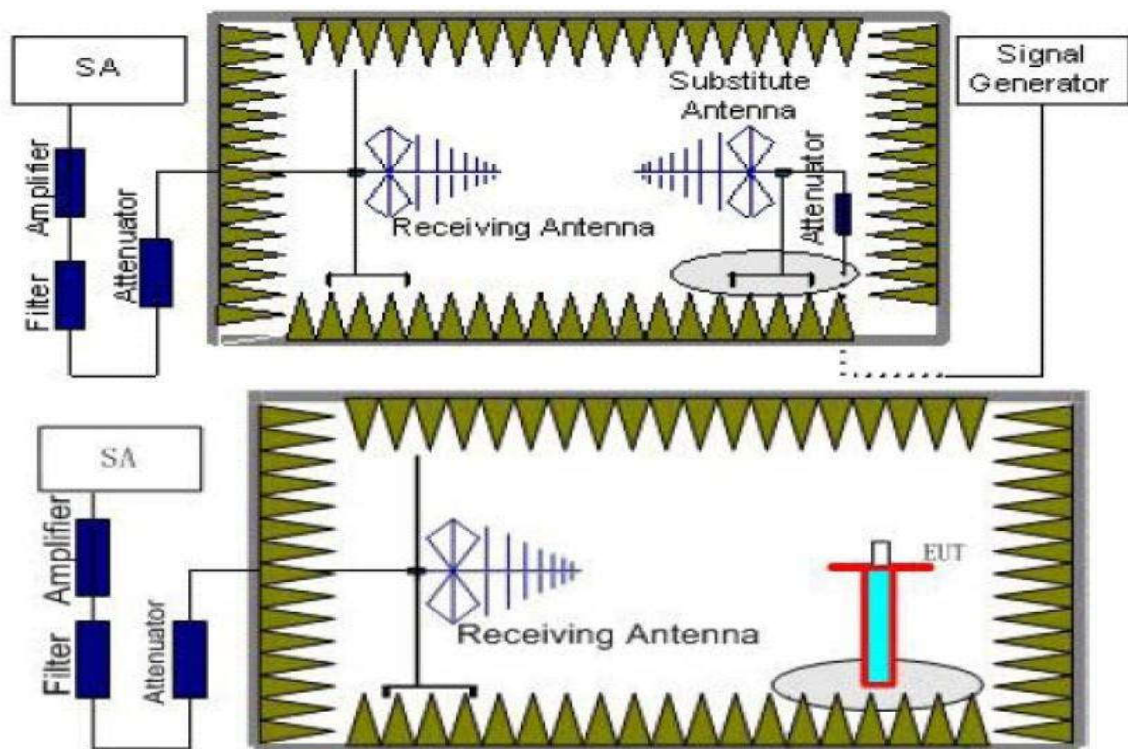 SA
Signal
Generator
Substitute
Antenna
Amplifier
Attenuator
Filter
Receiving Antenna
Attenuator
SA
Amplifier
EUT
Receiving Antenna
Filter
Attenuator